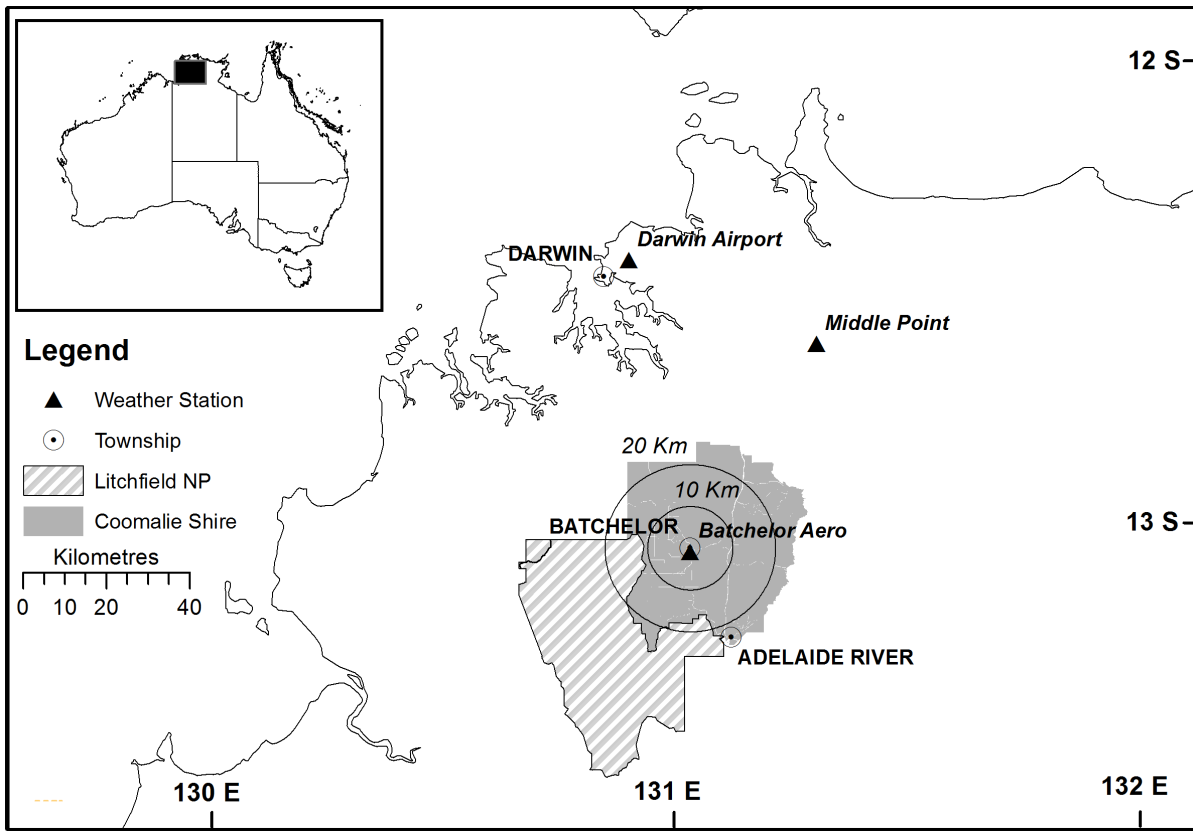 12 S
Darwin Airport
DARWIN
Middle Point
Legend
Weather Station
Township
Litchfield NP
Coomalie Shire
Kilometres
0 10 20 40
20 Km
10 Km
BATCHELOR
Batchelor Aero
13 S
ADELAIDE RIVER
130 E
131 E
132 E